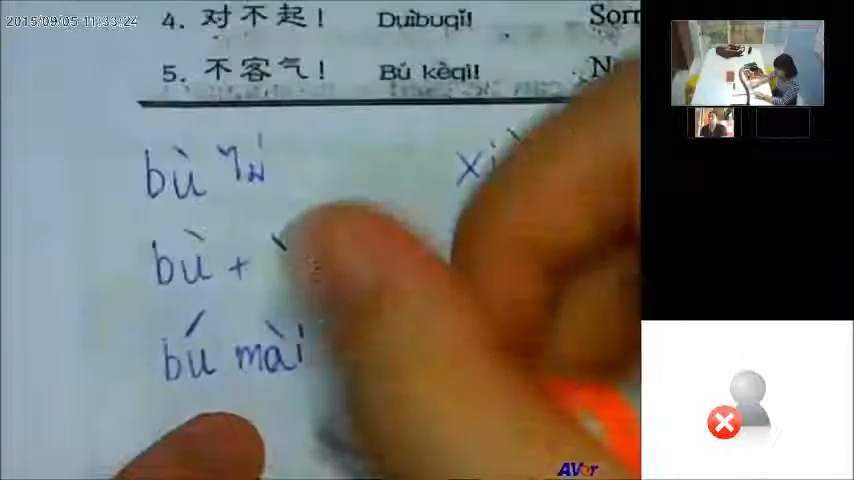 2015/09/05 11:33:24
4. 对不起! Duìbuqǐ!
5. 不客气! Bú kèqì!
bù ไม่
bù + ˋ
bú mài
AVer